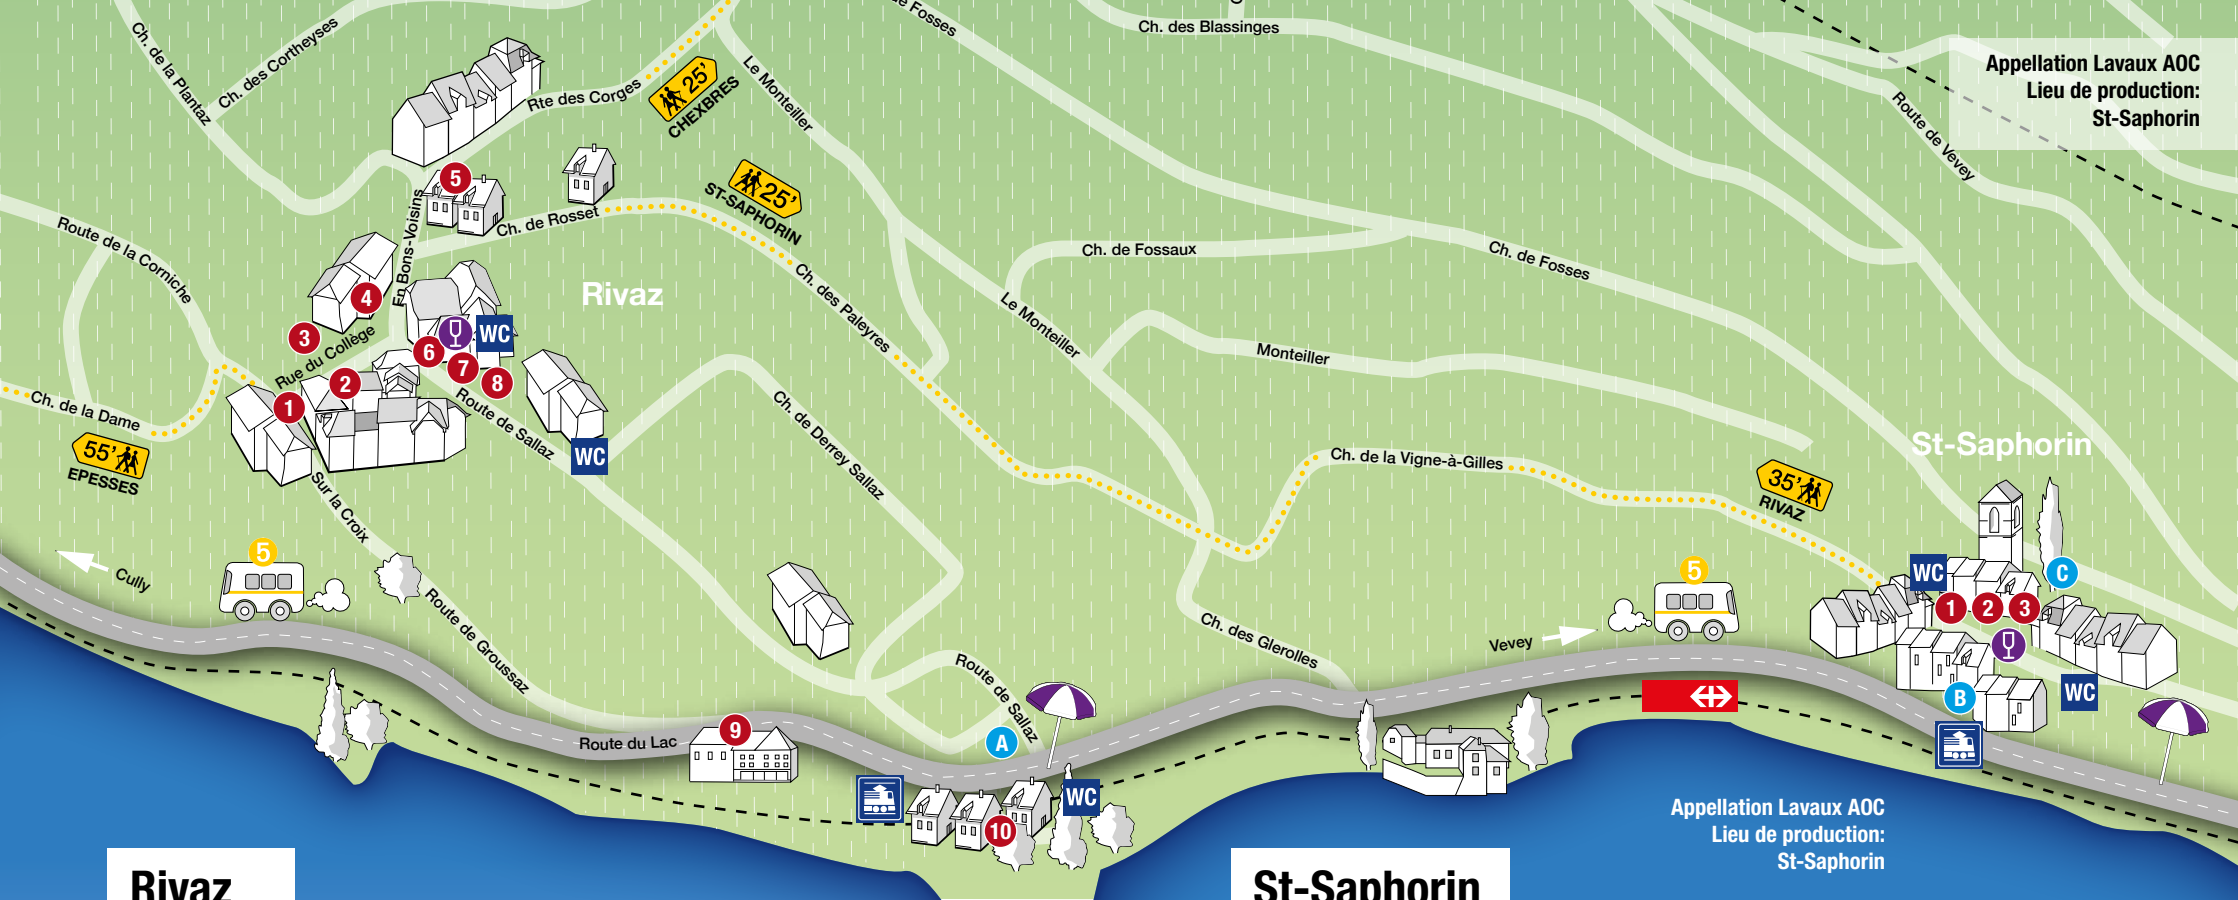 de Fosses
Ch. des Blassinges
Ch. de la Plantaz
Ch. des Cortheyses
Rte des Corges
25'
CHEXBRES
Le Monteiller
Appellation Lavaux AOC
Lieu de production:
St-Saphorin
Route de Vevey
5
En Bons-Voisins
Ch. de Rosset
25'
ST-SAPHORIN
Route de la Corniche
Ch. de Fossaux
Ch. de Fosses
Rivaz
Ch. des Paleyres
Le Monteiller
Monteiller
4
3
Rue du Collège
6
WC
7
8
2
1
Route de Sallaz
Ch. de la Dame
55'
EPESSES
WC
Ch. de Derrey Sallaz
Ch. de la Vigne-à-Gilles
35'
RIVAZ
St-Saphorin
Sur la Croix
Cully
5
Route de Groussaz
Ch. des Glerolles
Vevey
5
WC
C
1
2
3
B
WC
Route de Sallaz
A
Route du Lac
9
WC
10
Appellation Lavaux AOC
Lieu de production:
St-Saphorin
Rivaz
St-Saphorin